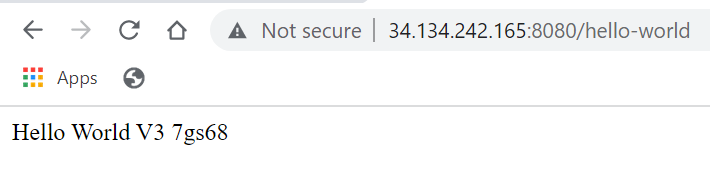 Not secure | 34.134.242.165:8080/hello-world
Apps
Hello World V3 7gs68